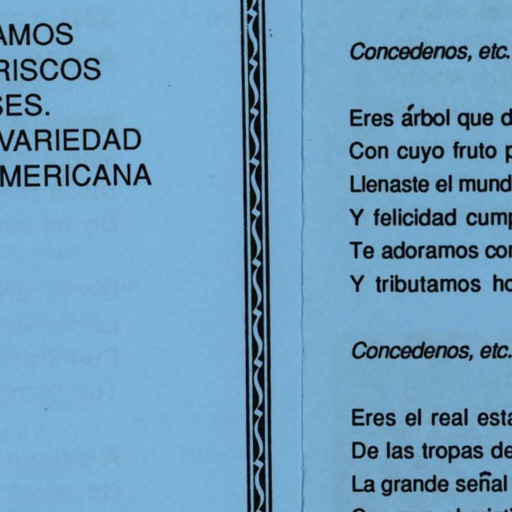 AMOS
RISCOS
SES.
VARIEDAD
MERICANA
Concedenos, etc.
Eres árbol que d
Con cuyo fruto p
Llenaste el mund
Y felicidad cump
Te adoramos con
Y tributamos ho
Concedenos, etc.
Eres el real esta
De las tropas de
La grande señal